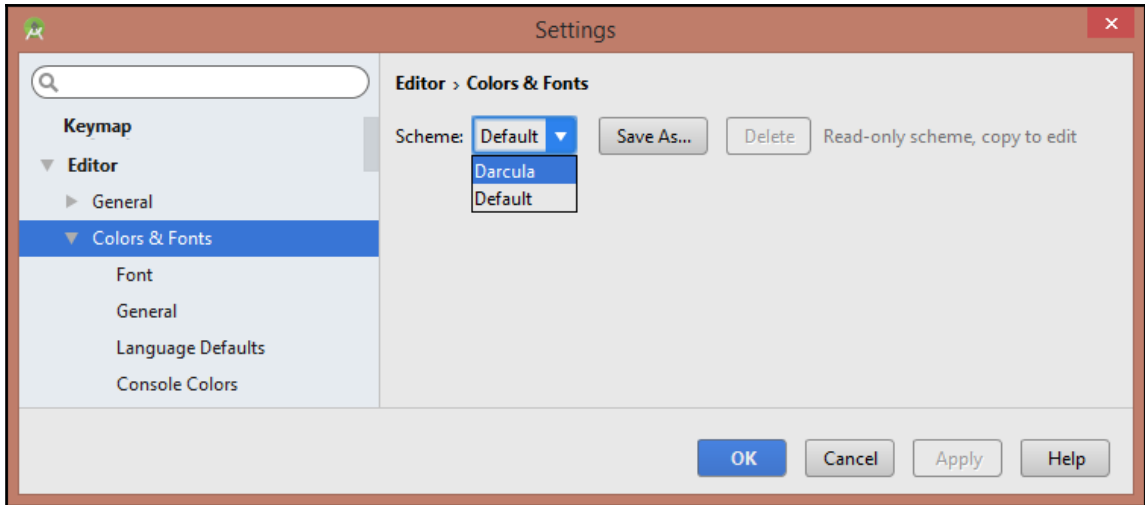 Settings
Keymap
Editor
General
Colors & Fonts
Font
General
Language Defaults
Console Colors
Editor › Colors & Fonts
Scheme: Default Save As... Delete Read-only scheme, copy to edit
Darcula
Default
OK Cancel Apply Help